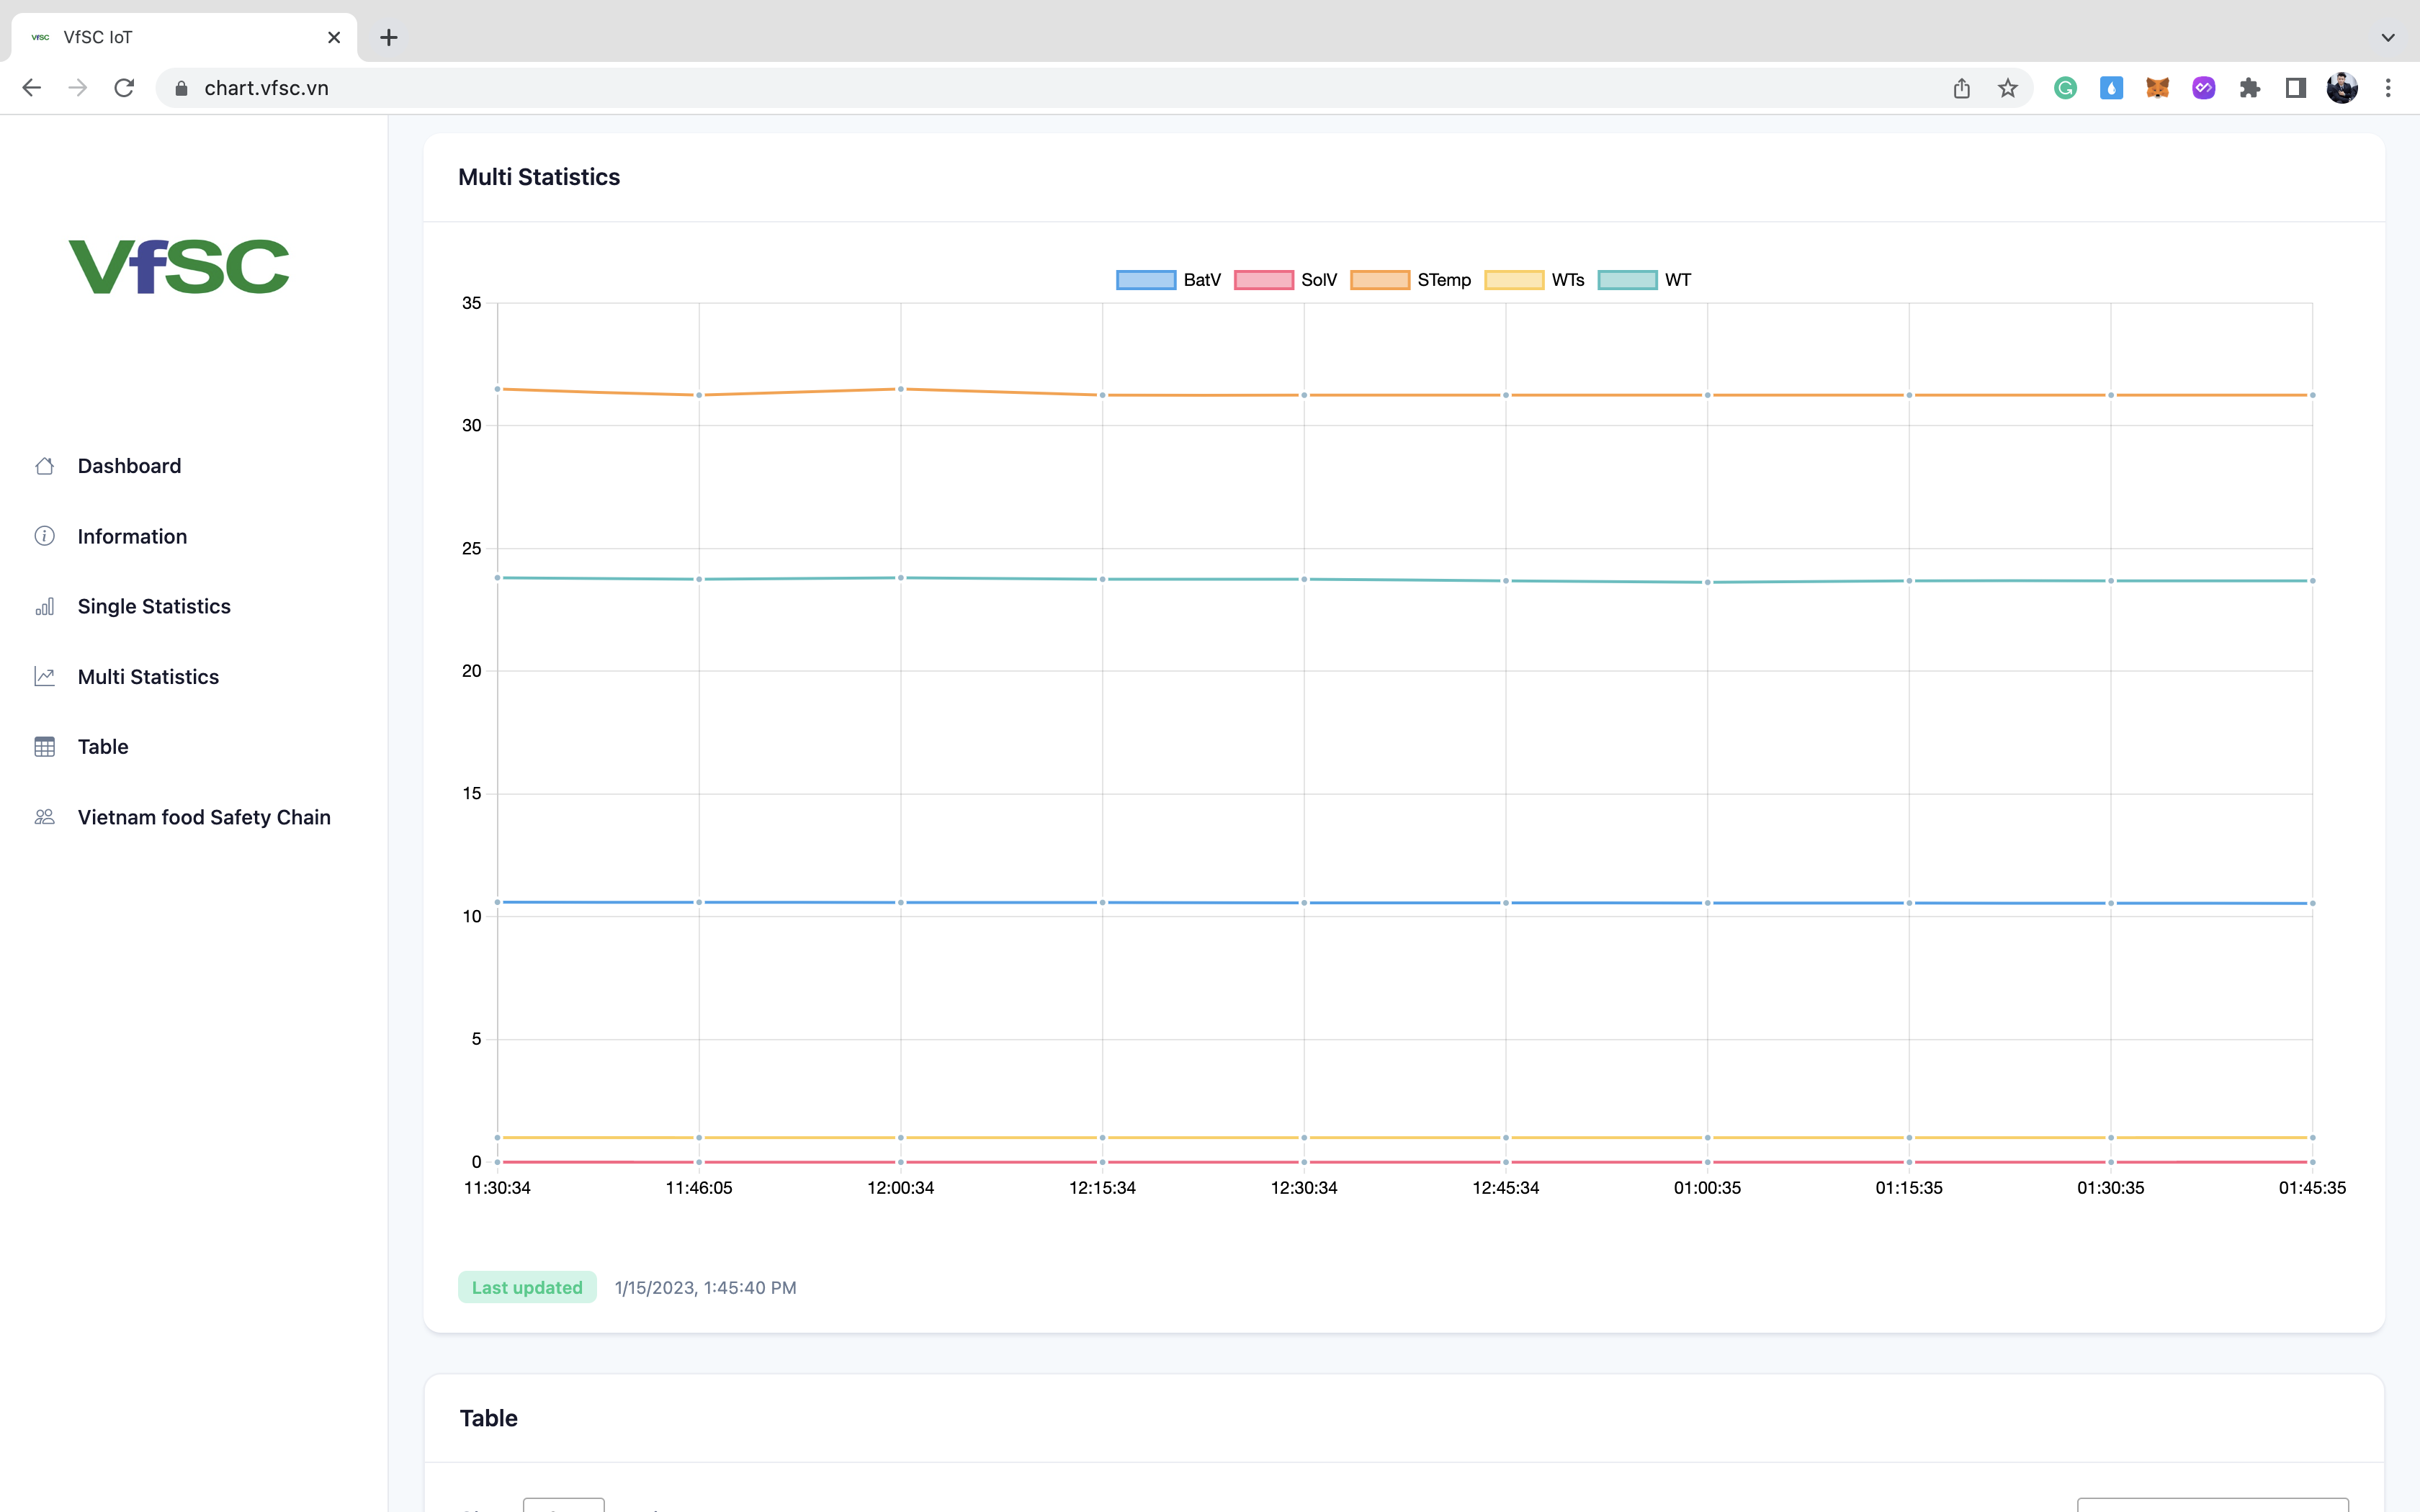 VfSC VfSC IoT
chart.vfsc.vn
VfSC
Dashboard
Information
Single Statistics
Multi Statistics
Table
Vietnam food Safety Chain
Multi Statistics
BatV SolV STemp WTs WT
35
30
25
20
15
10
5
0
11:30:34 11:46:05 12:00:34 12:15:34 12:30:34 12:45:34 01:00:35 01:15:35 01:30:35 01:45:35
Last updated 1/15/2023, 1:45:40 PM
Table